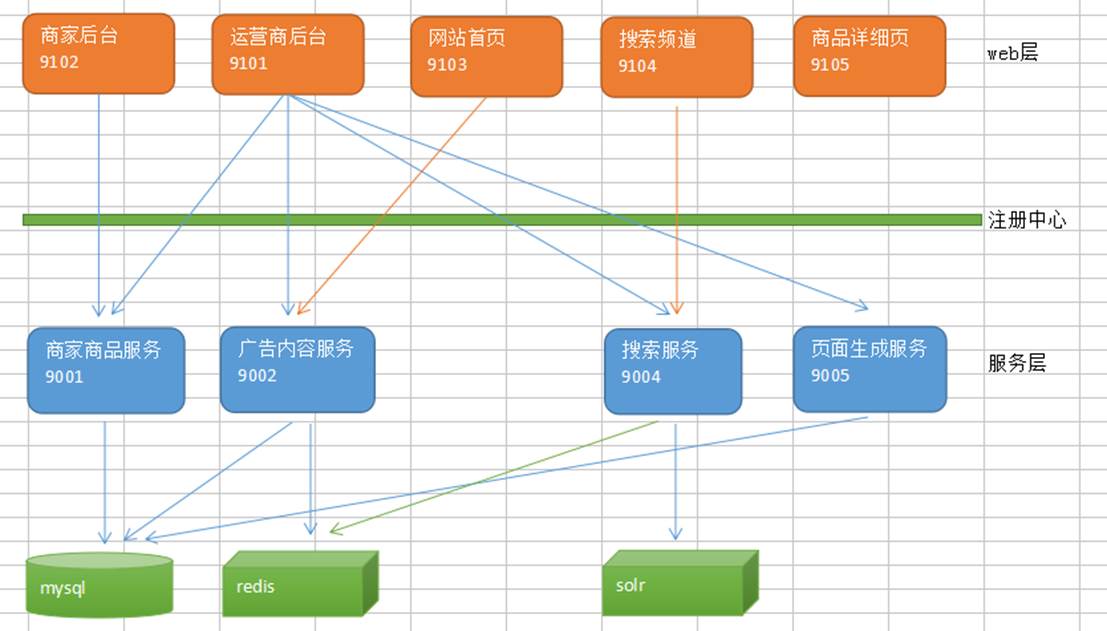 商家后台
9102
运营商后台
9101
网站首页
9103
搜索频道
9104
商品详细页
9105
web层
注册中心
商家商品服务
9001
广告内容服务
9002
搜索服务
9004
页面生成服务
9005
服务层
mysql
redis
solr